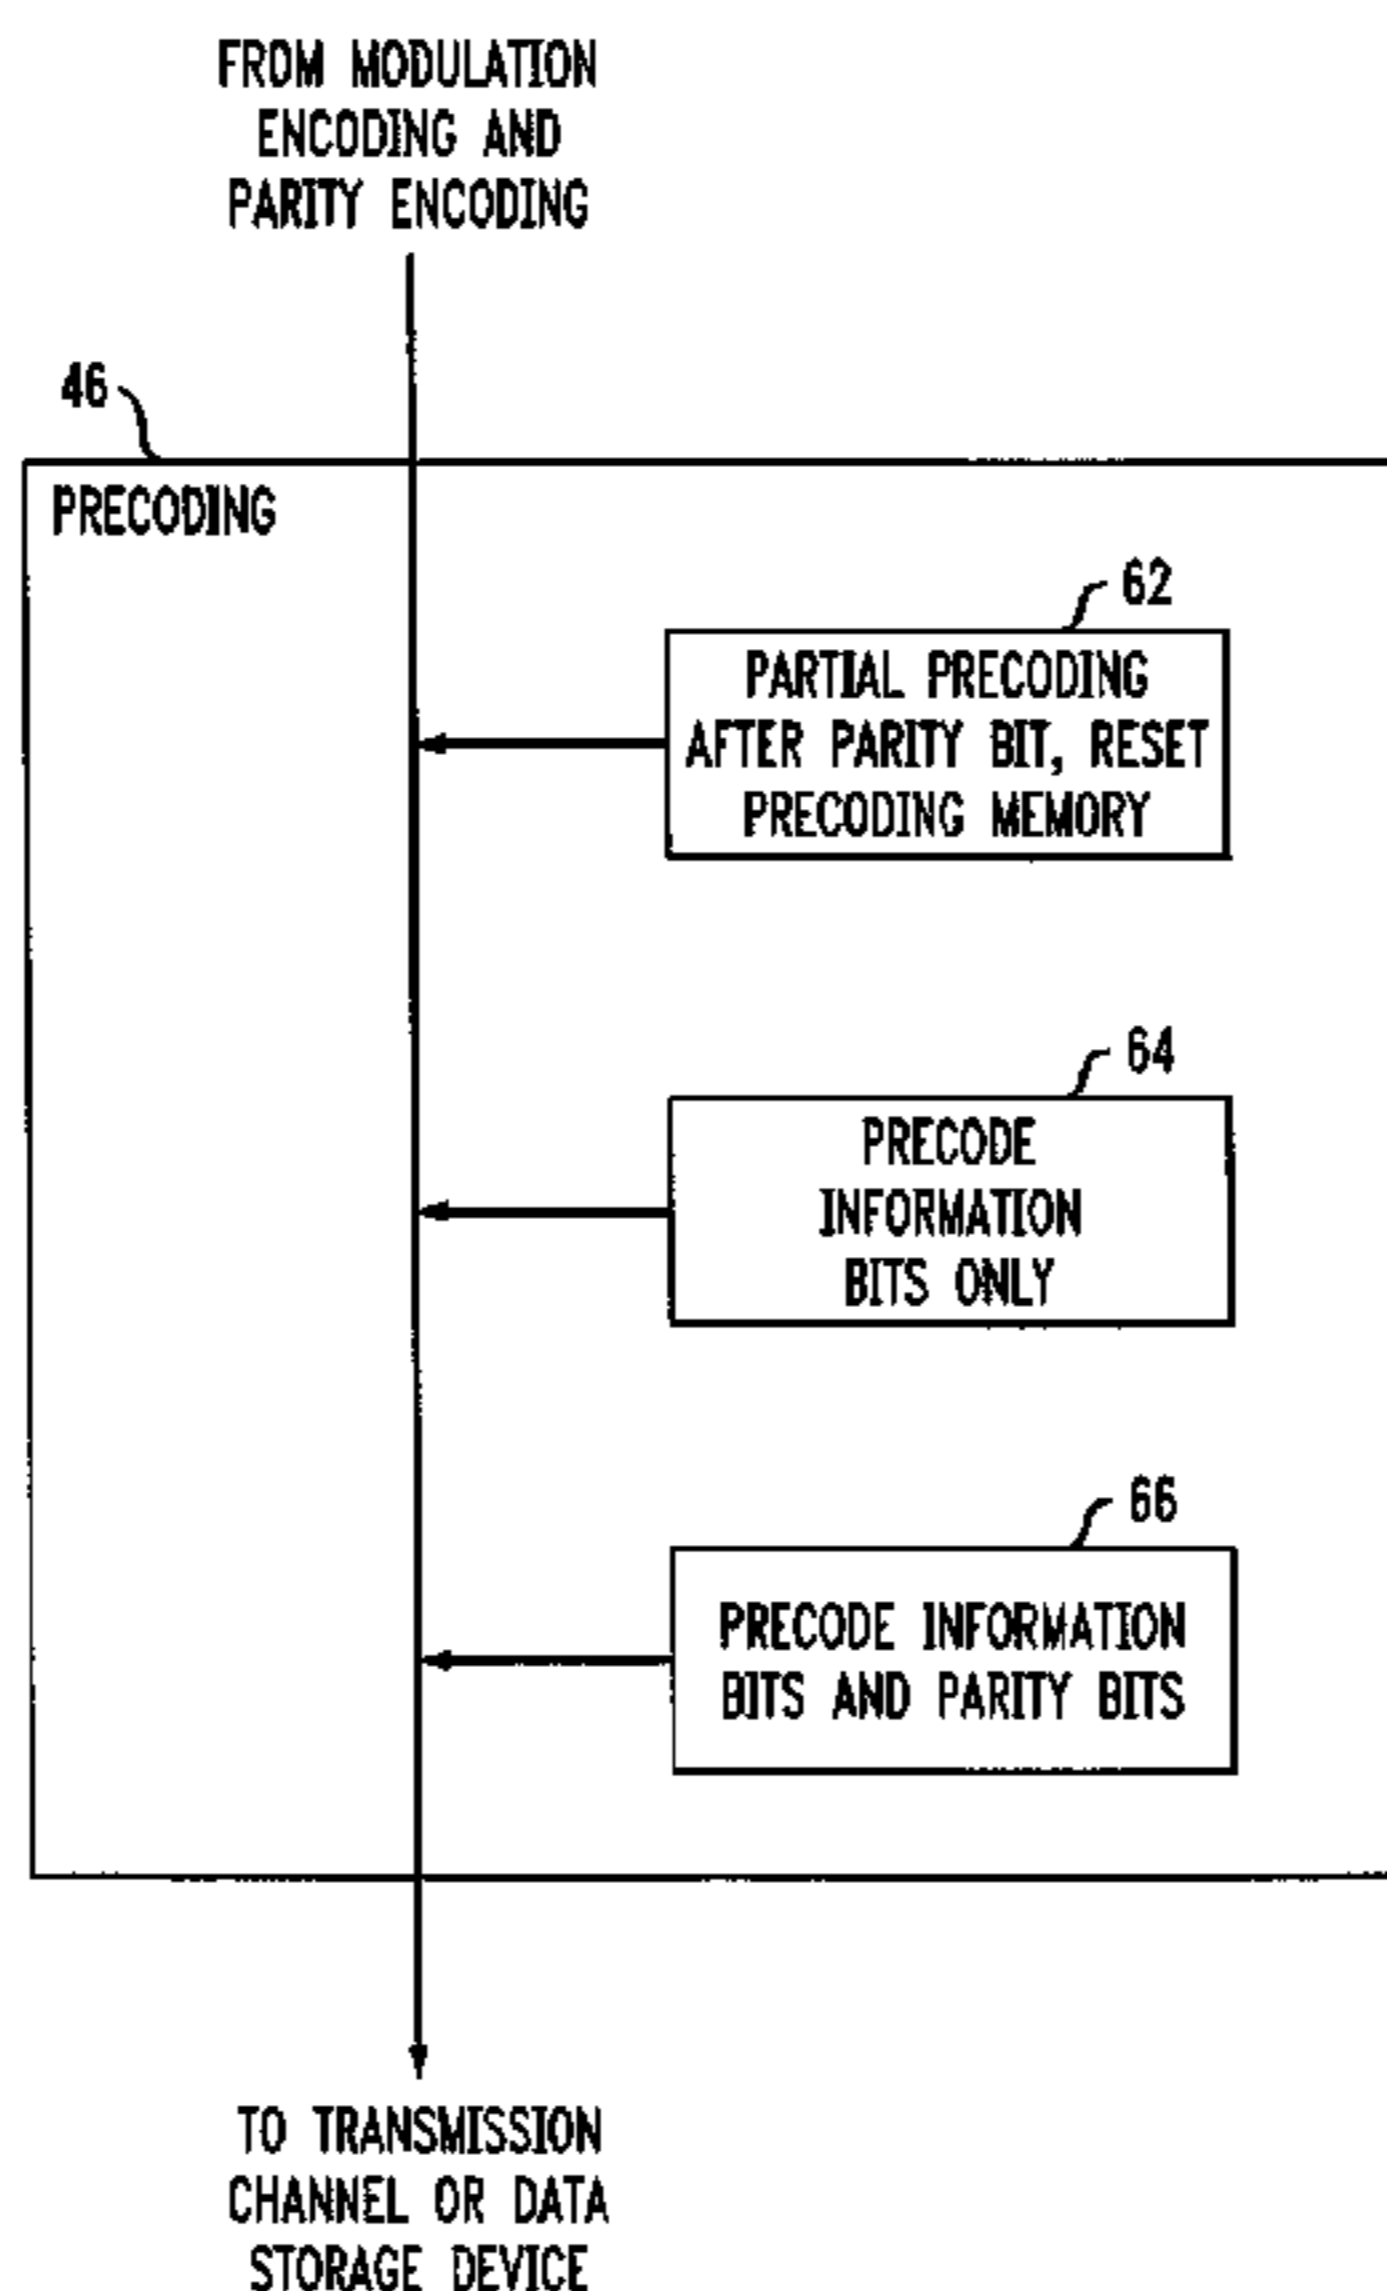 FROM MODULATION
ENCODING AND
PARITY ENCODING
46
PRECODING
62
PARTIAL PRECODING
AFTER PARITY BIT, RESET
PRECODING MEMORY
64
PRECODE
INFORMATION
BITS ONLY
66
PRECODE INFORMATION
BITS AND PARITY BITS
TO TRANSMISSION
CHANNEL OR DATA
STORAGE DEVICE